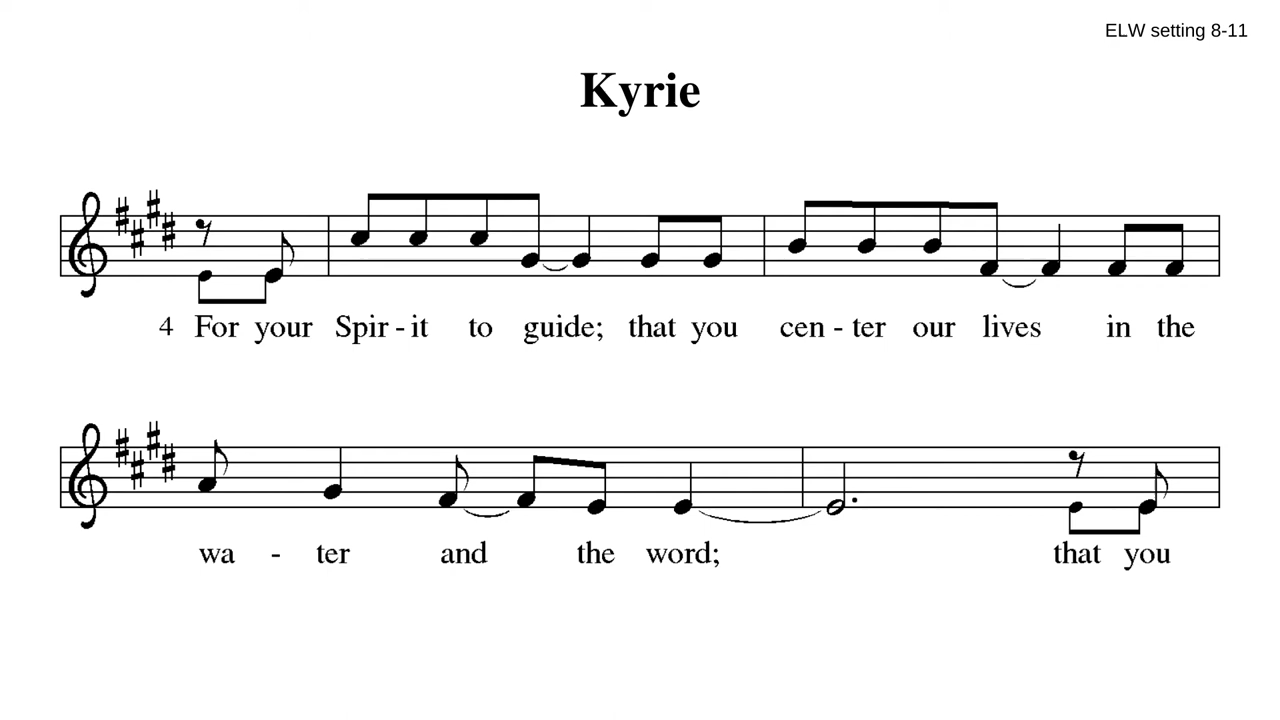 ELW setting 8-11
Kyrie
4 For your Spir - it to guide; that you cen - ter our lives in the
wa - ter and the word; that you